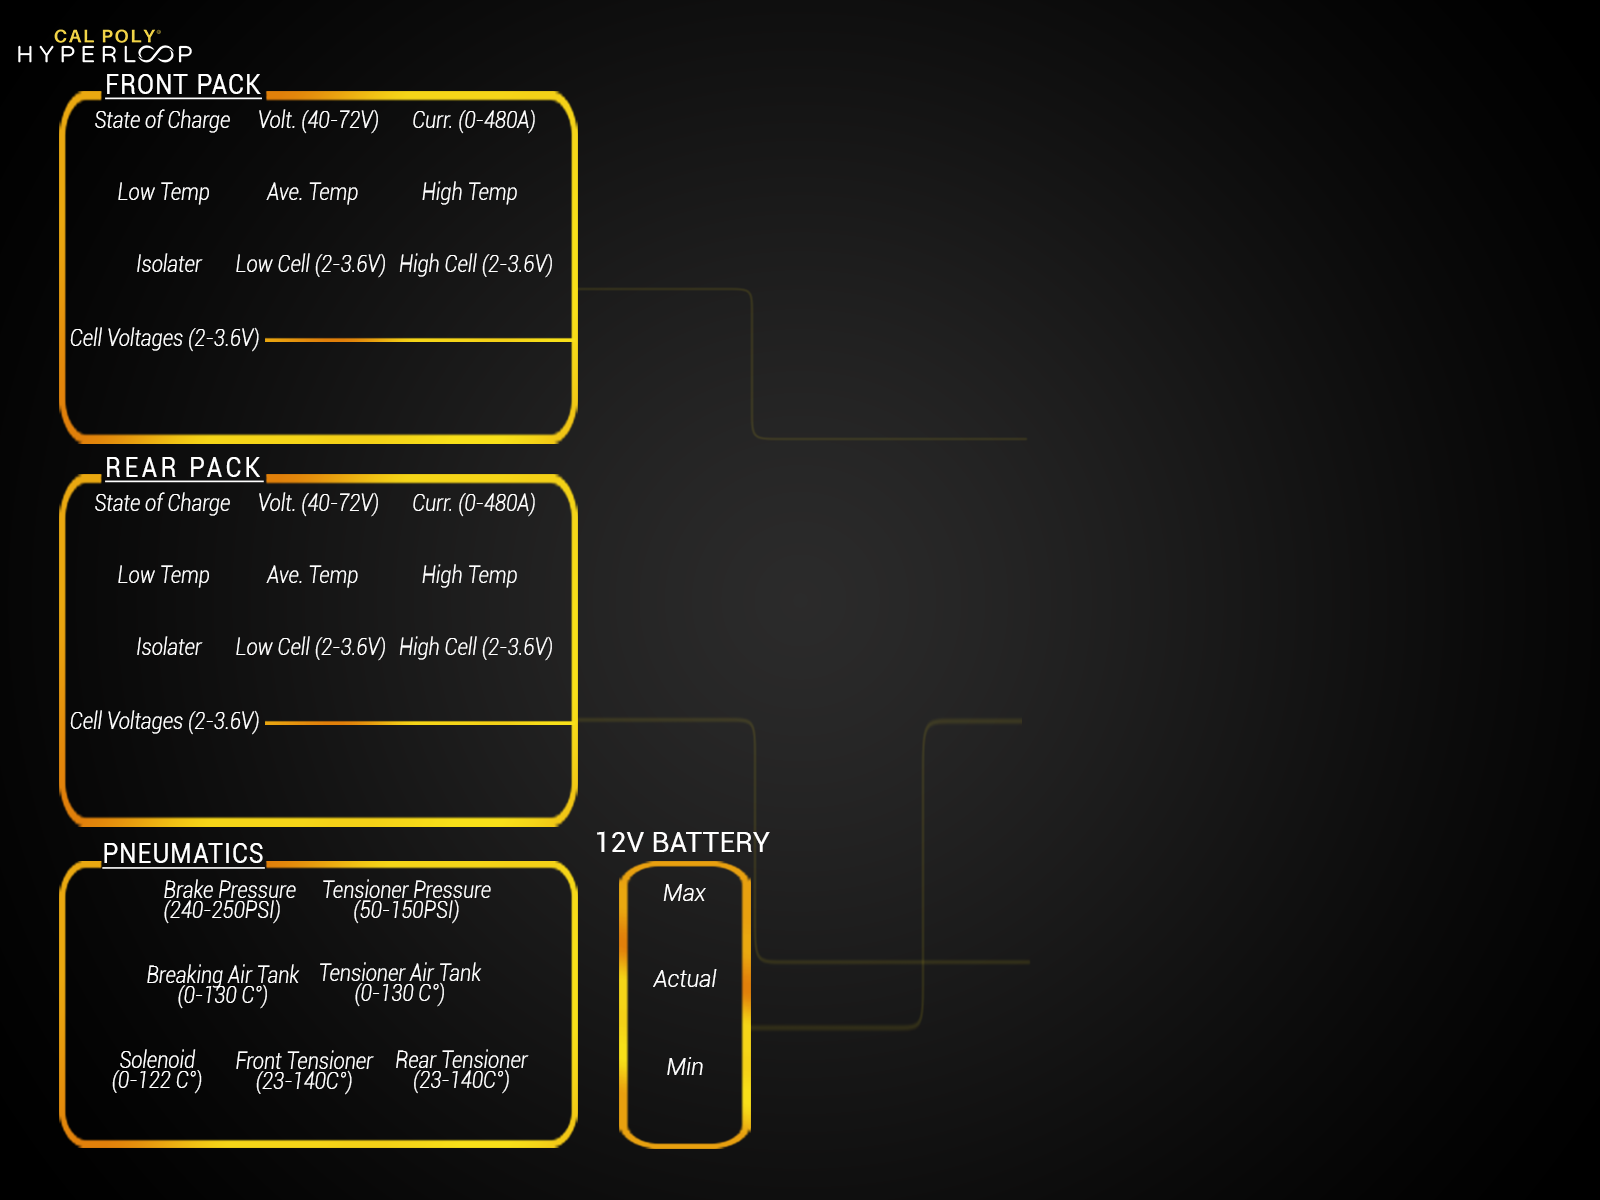 CAL POLY®
HYPERLOOP
FRONT PACK
State of Charge Volt. (40-72V) Curr. (0-480A)
Low Temp Ave. Temp High Temp
Isolater Low Cell (2-3.6V) High Cell (2-3.6V)
Cell Voltages (2-3.6V)
REAR PACK
State of Charge Volt. (40-72V) Curr. (0-480A)
Low Temp Ave. Temp High Temp
Isolater Low Cell (2-3.6V) High Cell (2-3.6V)
Cell Voltages (2-3.6V)
PNEUMATICS
Brake Pressure Tensioner Pressure
(240-250PSI) (50-150PSI)
Breaking Air Tank Tensioner Air Tank
(0-130 C°) (0-130 C°)
Solenoid Front Tensioner Rear Tensioner
(0-122 C°) (23-140C°) (23-140C°)
12V BATTERY
Max
Actual
Min